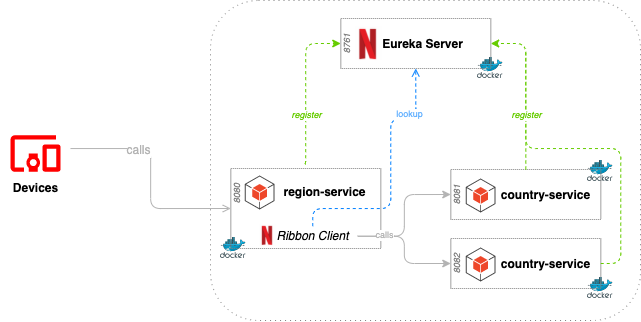 8761
Eureka Server
docker
register
lookup
register
calls
Devices
8080
region-service
Ribbon Client
docker
calls
8081
country-service
docker
8082
country-service
docker